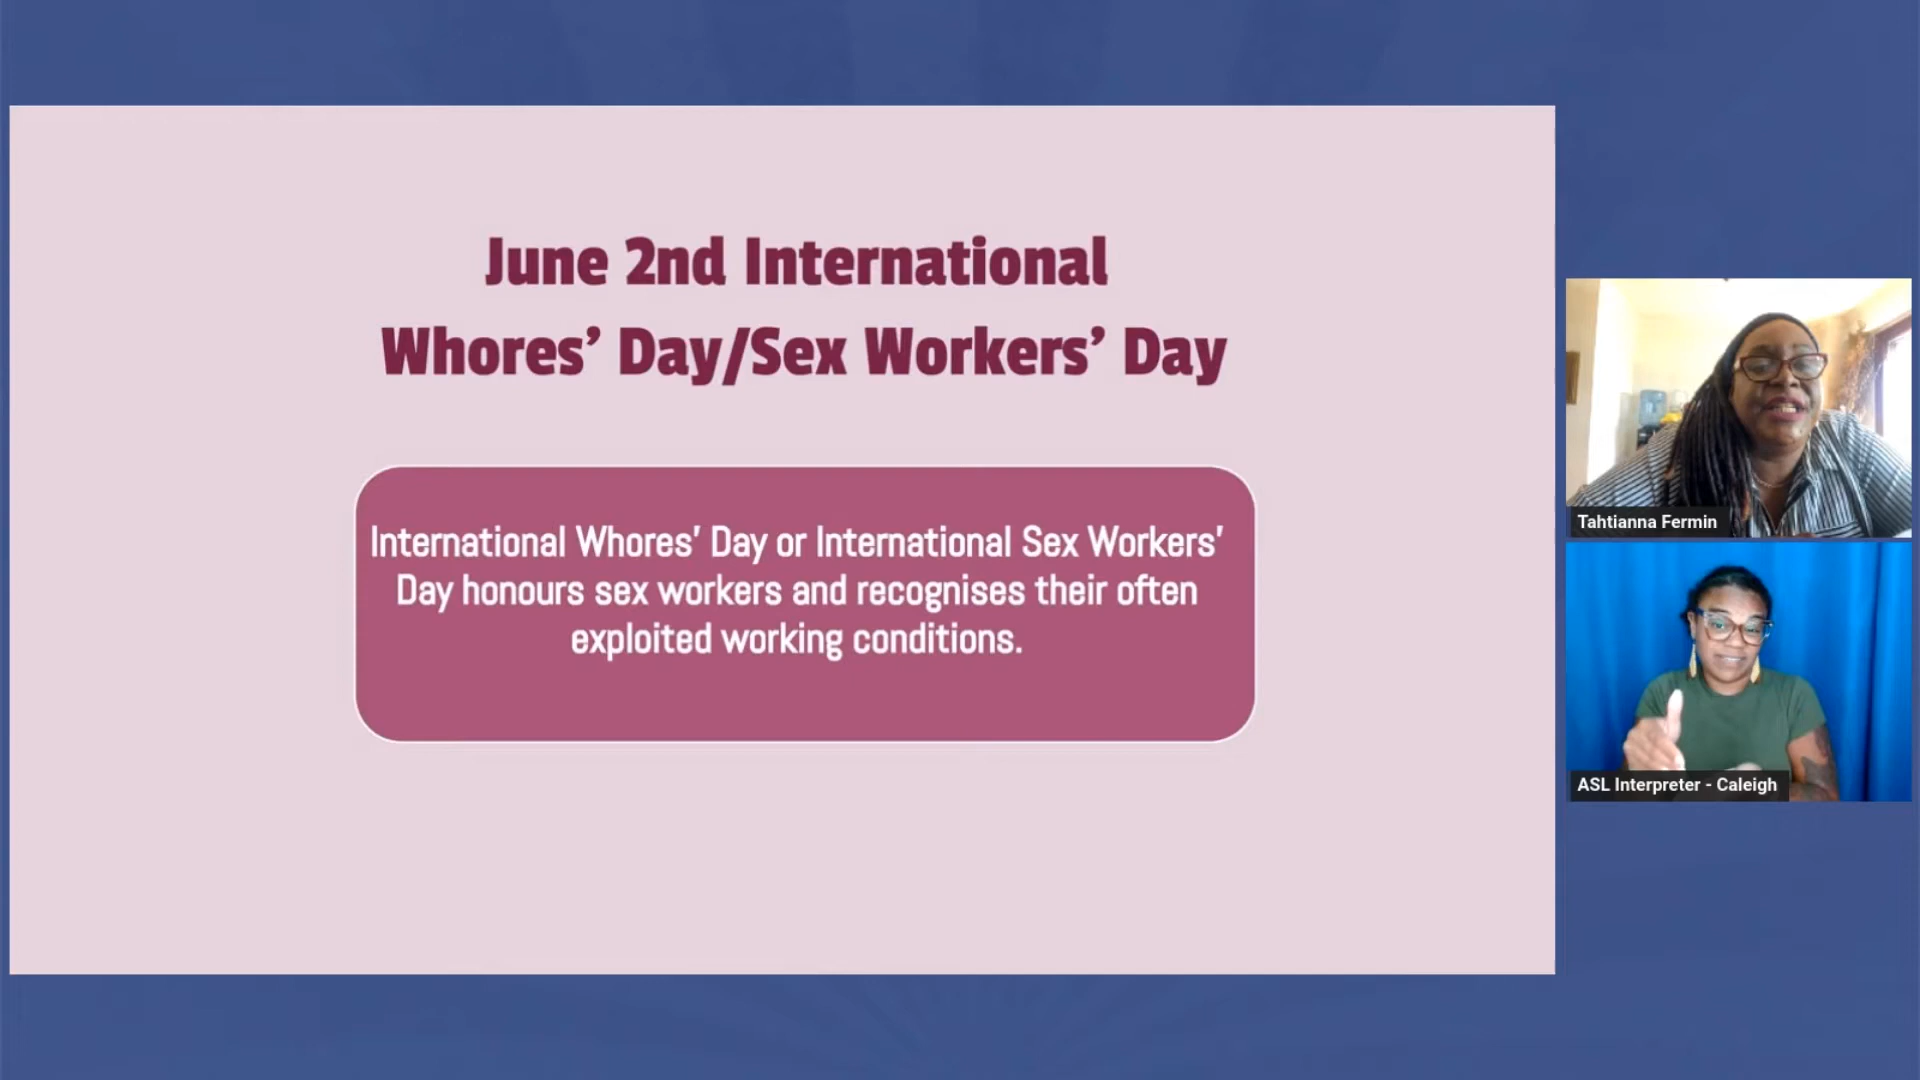 June 2nd International
Whores’ Day/Sex Workers’ Day
International Whores’ Day or International Sex Workers’
Day honours sex workers and recognises their often
exploited working conditions.
Tahtianna Fermin
ASL Interpreter - Caleigh